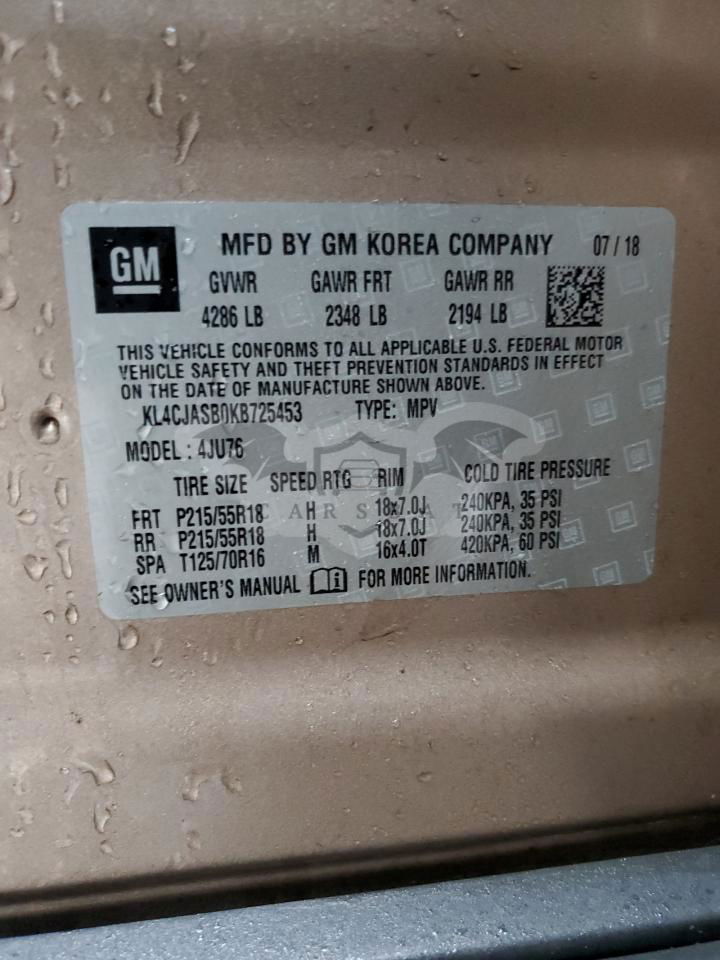 GM
MFD BY GM KOREA COMPANY 07 / 18
GVWR GAWR FRT GAWR RR
4286 LB 2348 LB 2194 LB
THIS VEHICLE CONFORMS TO ALL APPLICABLE U.S. FEDERAL MOTOR
VEHICLE SAFETY AND THEFT PREVENTION STANDARDS IN EFFECT
ON THE DATE OF MANUFACTURE SHOWN ABOVE.
KL4CJASB0KB725453 TYPE: MPV
MODEL : 4JU76
TIRE SIZE SPEED RTG RIM COLD TIRE PRESSURE
FRT P215/55R18 H 18x7.0J 240KPA, 35 PSI
RR P215/55R18 H 18x7.0J 240KPA, 35 PSI
SPA T125/70R16 M 16x4.0T 420KPA, 60 PSI
SEE OWNER'S MANUAL FOR MORE INFORMATION.